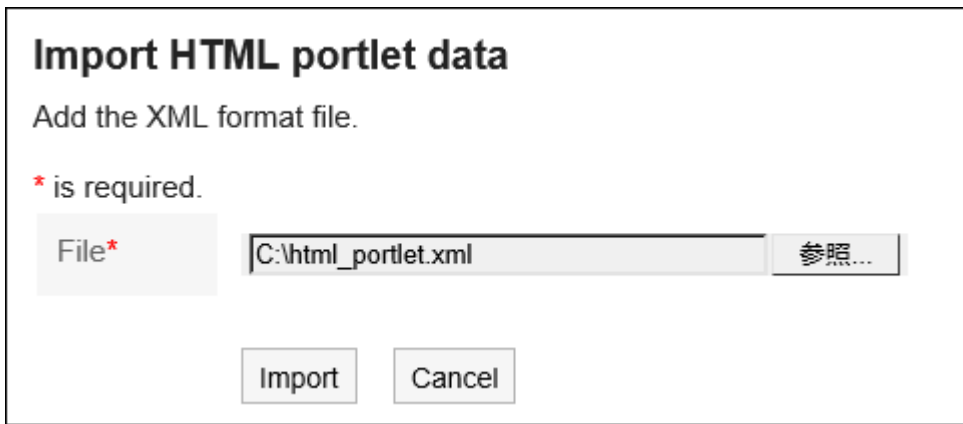 Import HTML portlet data
Add the XML format file.
* is required.
File* C:\html_portlet.xml 参照...
Import Cancel